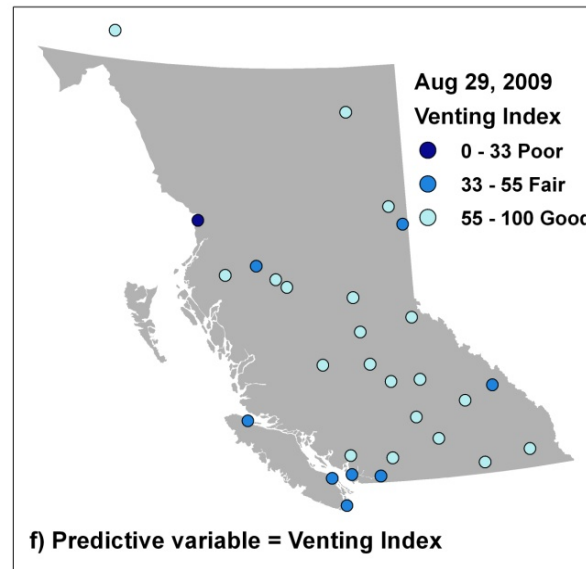 Aug 29, 2009
Venting Index
0 - 33 Poor
33 - 55 Fair
55 - 100 Good
f) Predictive variable = Venting Index